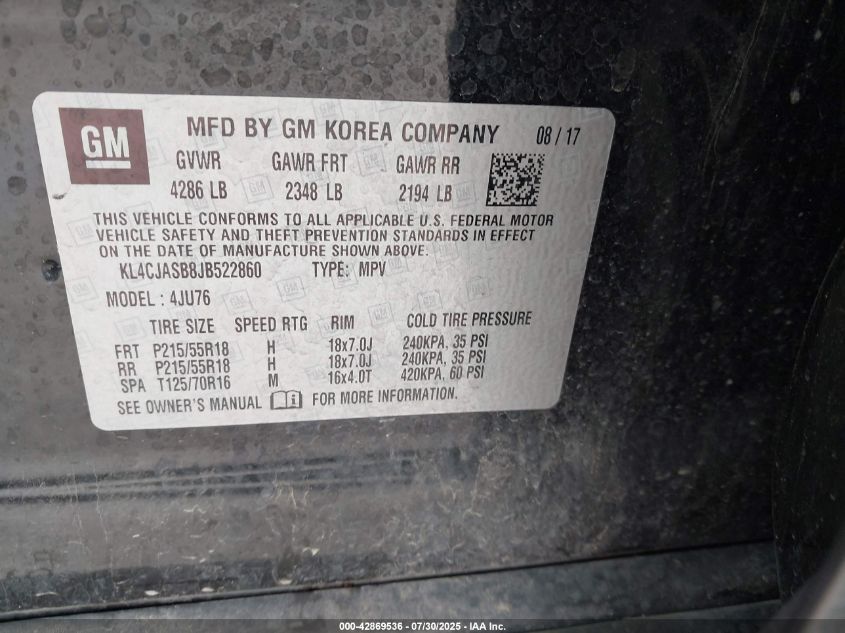 GM
MFD BY GM KOREA COMPANY 08/17
GVWR GAWR FRT GAWR RR
4286 LB 2348 LB 2194 LB
THIS VEHICLE CONFORMS TO ALL APPLICABLE U.S. FEDERAL MOTOR
VEHICLE SAFETY AND THEFT PREVENTION STANDARDS IN EFFECT
ON THE DATE OF MANUFACTURE SHOWN ABOVE.
KL4CJASB8JB522860 TYPE: MPV
MODEL: 4JU76
TIRE SIZE SPEED RTG RIM COLD TIRE PRESSURE
FRT P215/55R18 H 18x7.0J 240KPA, 35 PSI
RR P215/55R18 H 18x7.0J 240KPA, 35 PSI
SPA T125/70R16 M 16x4.0T 420KPA, 60 PSI
SEE OWNER'S MANUAL FOR MORE INFORMATION.
000-42869536 - 07/30/2025 - IAA Inc.